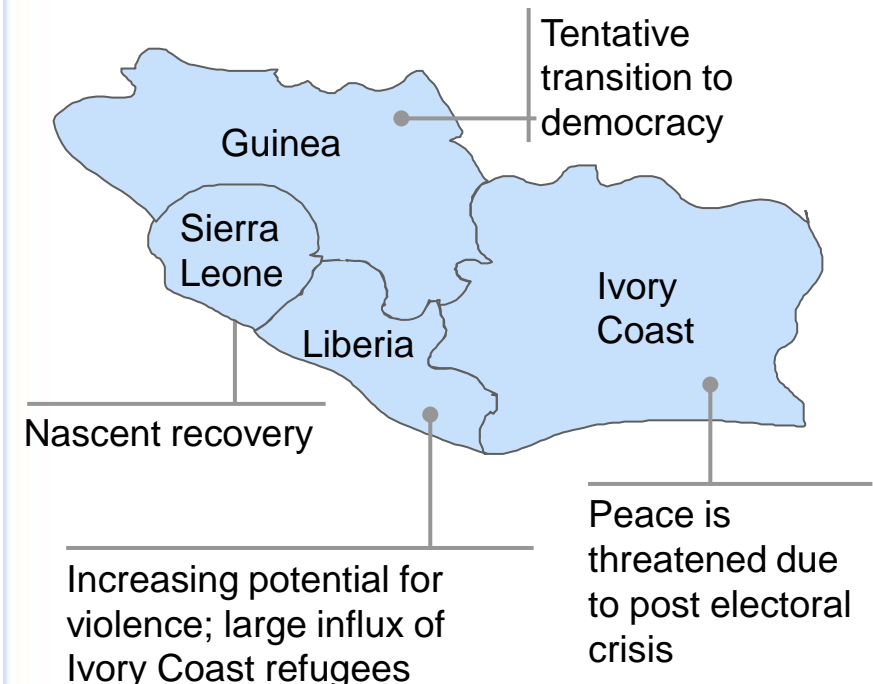 Tentative
transition to
democracy
Guinea
Sierra
Leone
Ivory
Coast
Liberia
Nascent recovery
Increasing potential for
violence; large influx of
Ivory Coast refugees
Peace is
threatened due
to post electoral
crisis